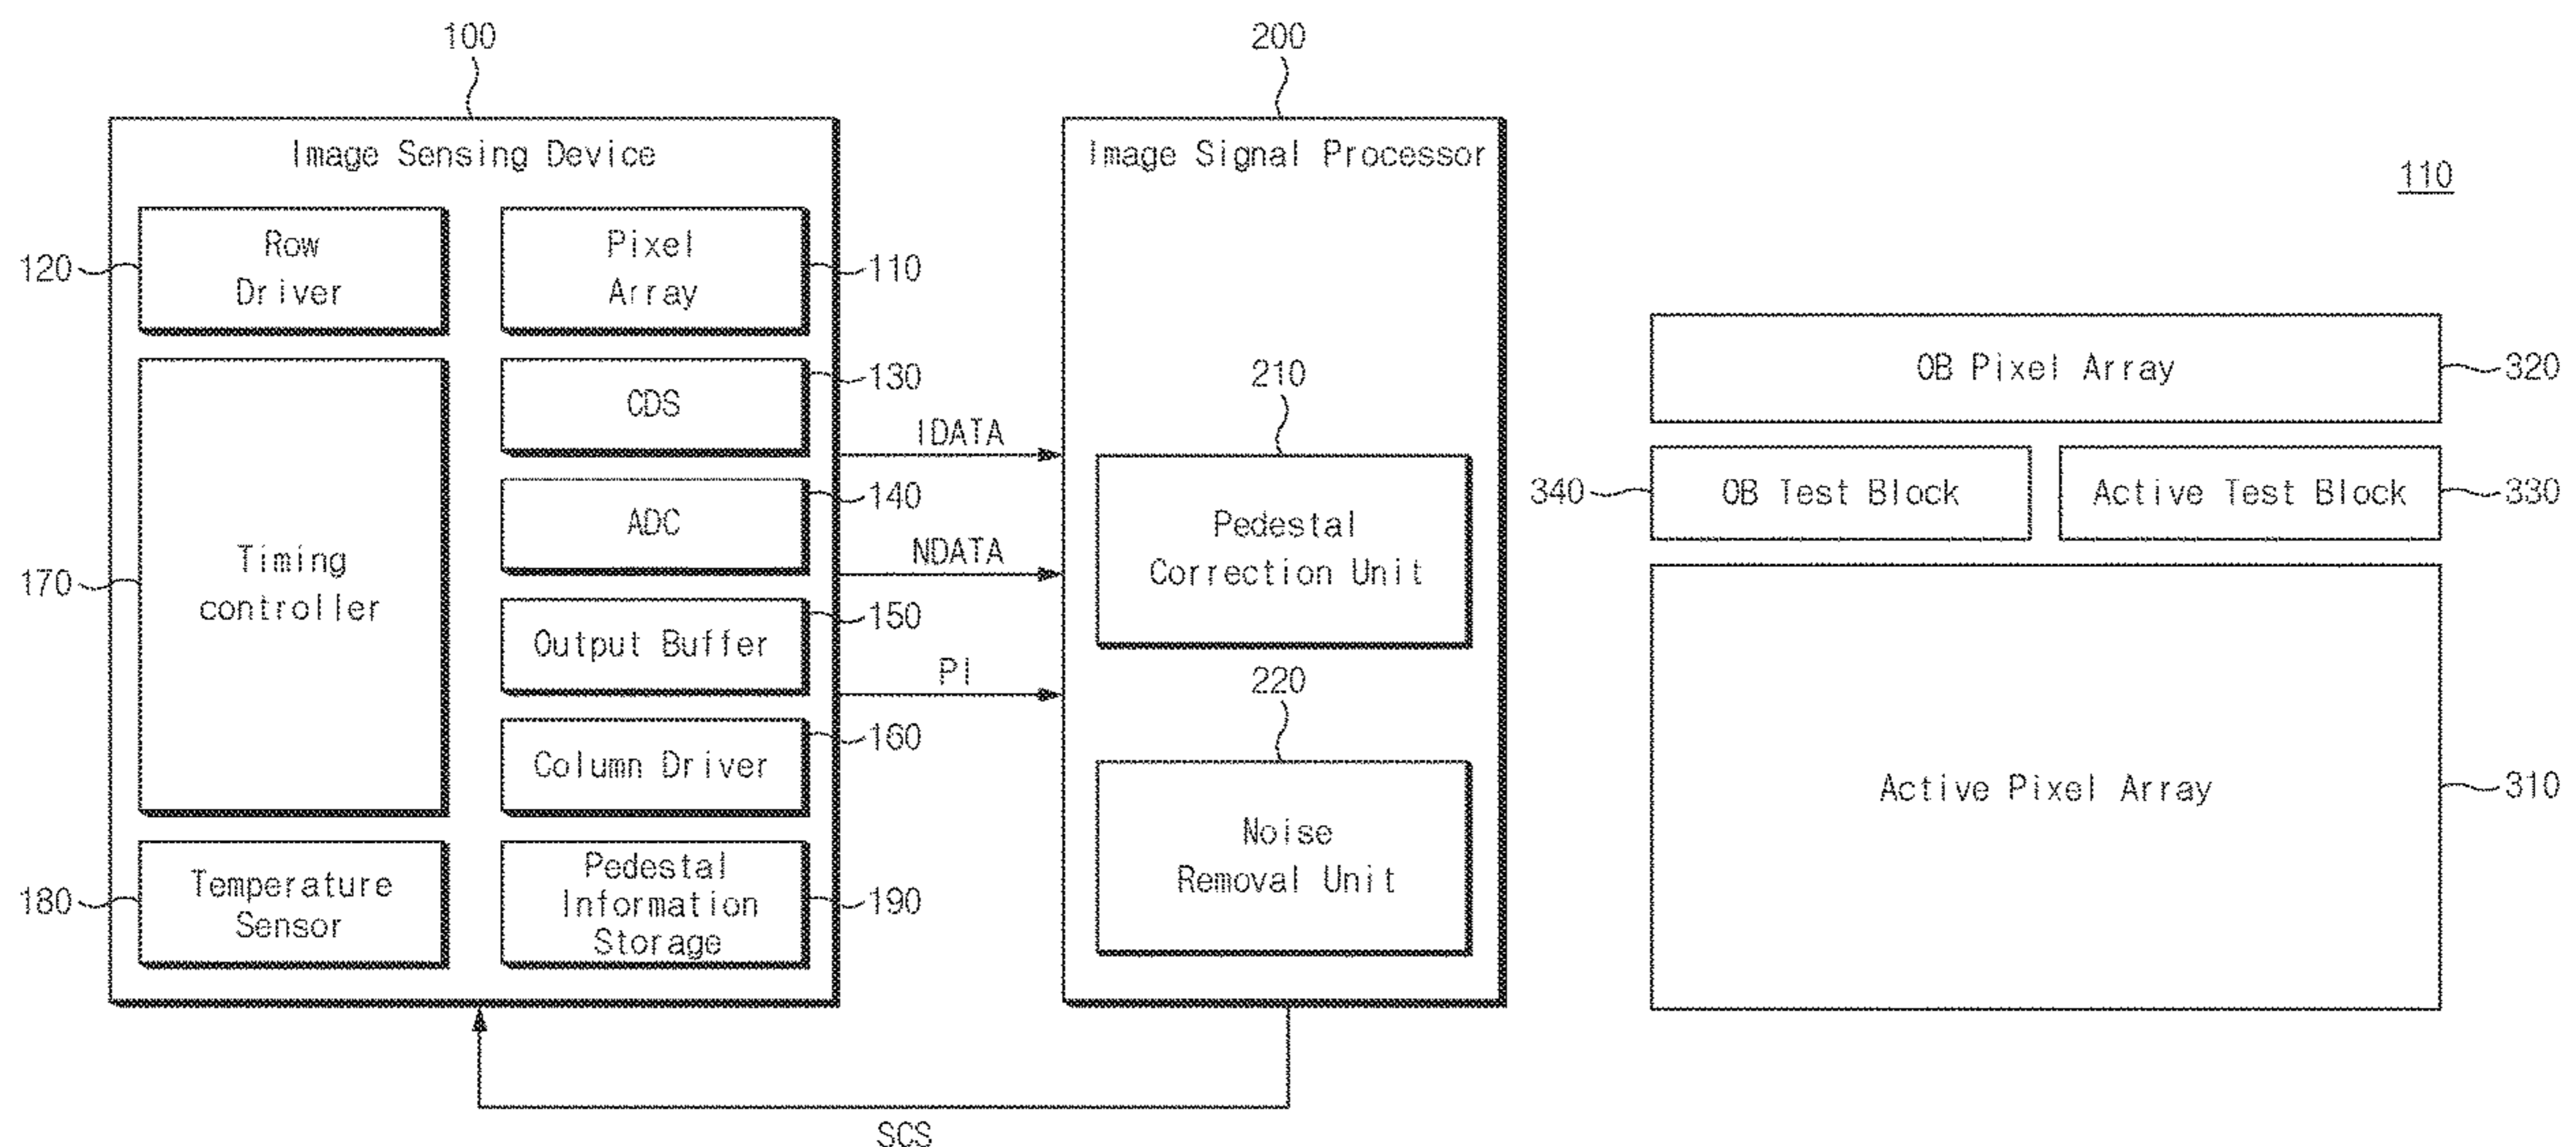 100
Image Sensing Device
120
Row
Driver
Pixel
Array
110
CDS
130
ADC
140
170
Timing
controller
Output Buffer
150
Column Driver
160
180
Temperature
Sensor
Pedestal
Information
Storage
190
IDATA
NDATA
PI
SCS
200
Image Signal Processor
210
Pedestal
Correction Unit
220
Noise
Removal Unit
110
OB Pixel Array
320
340
OB Test Block
Active Test Block
330
Active Pixel Array
310